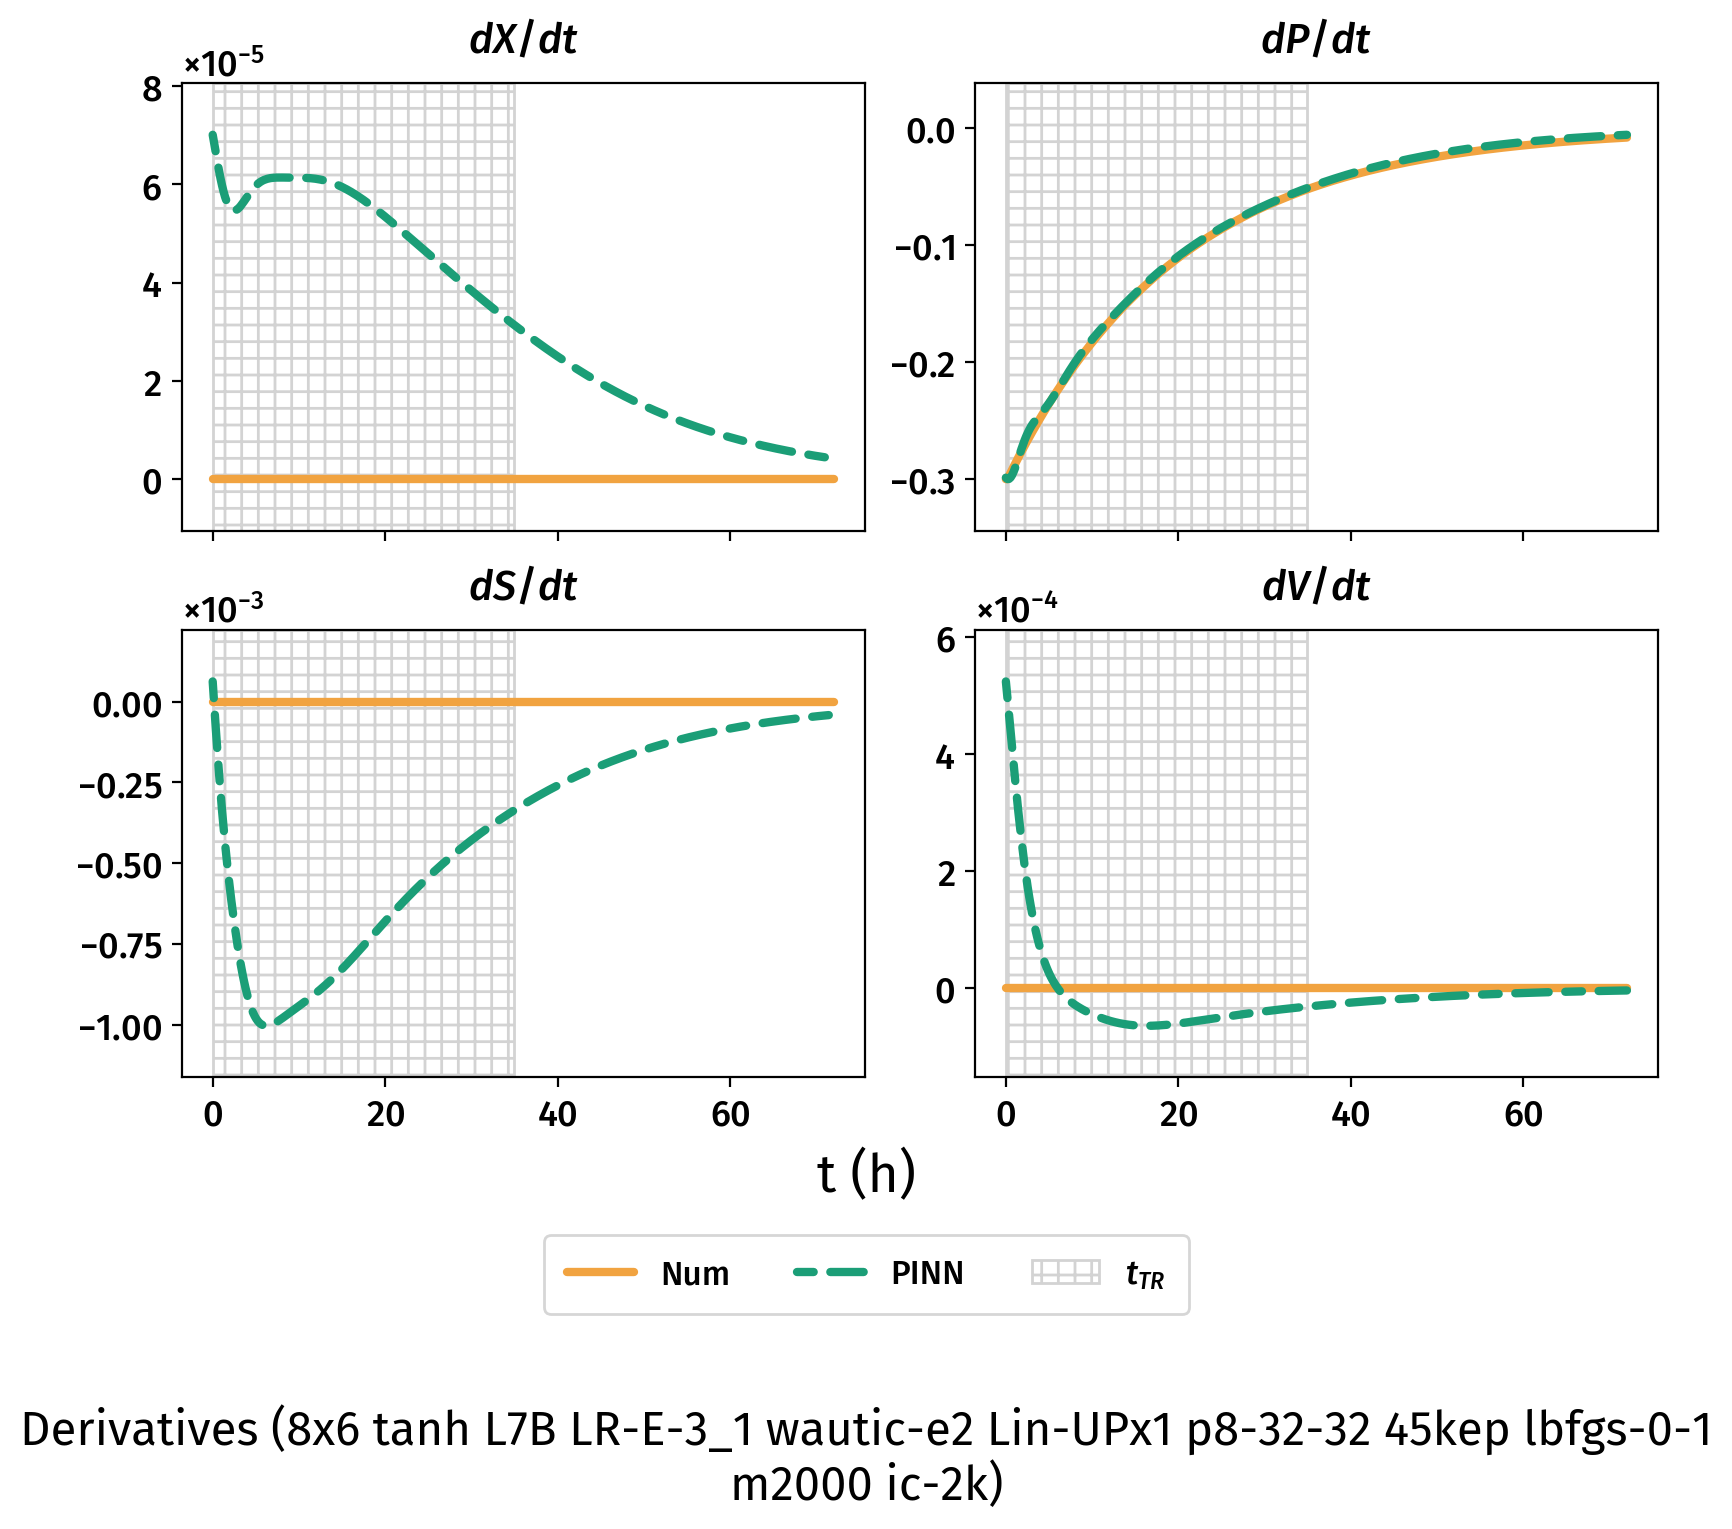 dX/dt
×10⁻⁵
8
6
4
2
0
dP/dt
0.0
−0.1
−0.2
−0.3
dS/dt
×10⁻³
0.00
−0.25
−0.50
−0.75
−1.00
0 20 40 60
dV/dt
×10⁻⁴
6
4
2
0
0 20 40 60
t (h)
Num PINN t_TR
Derivatives (8x6 tanh L7B LR-E-3_1 wautic-e2 Lin-UPx1 p8-32-32 45kep lbfgs-0-1
m2000 ic-2k)